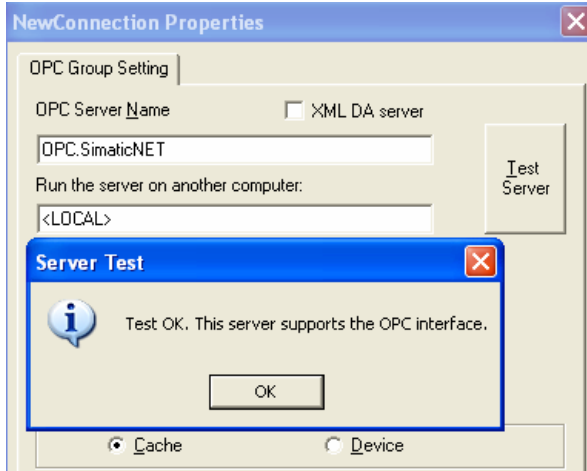 NewConnection Properties
OPC Group Setting
OPC Server Name
XML DA server
OPC.SimaticNET
Test
Server
Run the server on another computer:
<LOCAL>
Server Test
Test OK. This server supports the OPC interface.
OK
Cache
Device